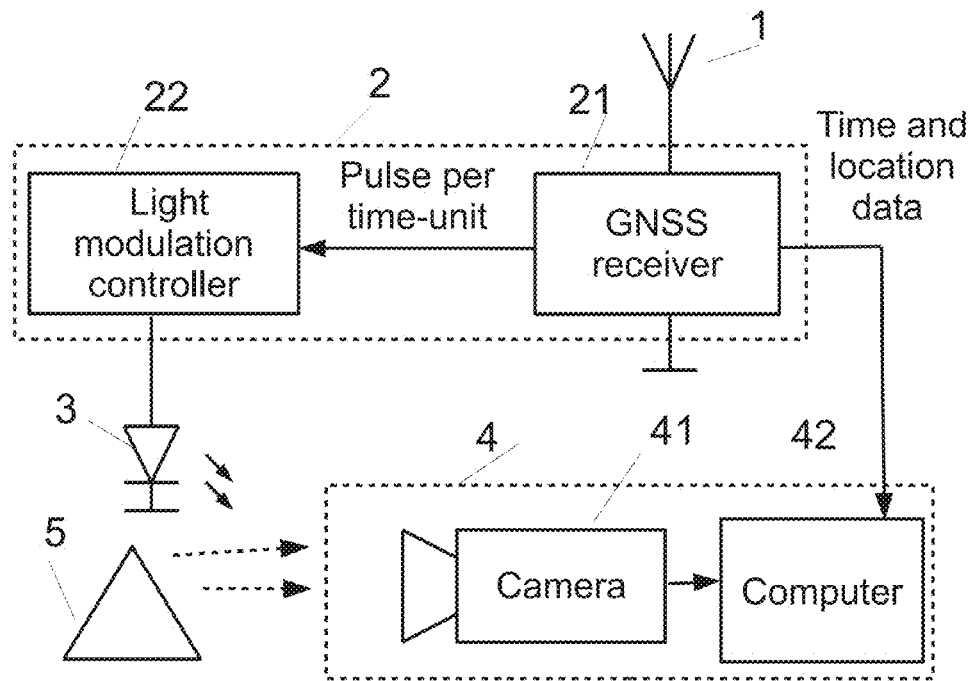 1
22
2
21
Time and
location
data
Light
modulation
controller
Pulse per
time-unit
GNSS
receiver
3
4
41
42
5
Camera
Computer